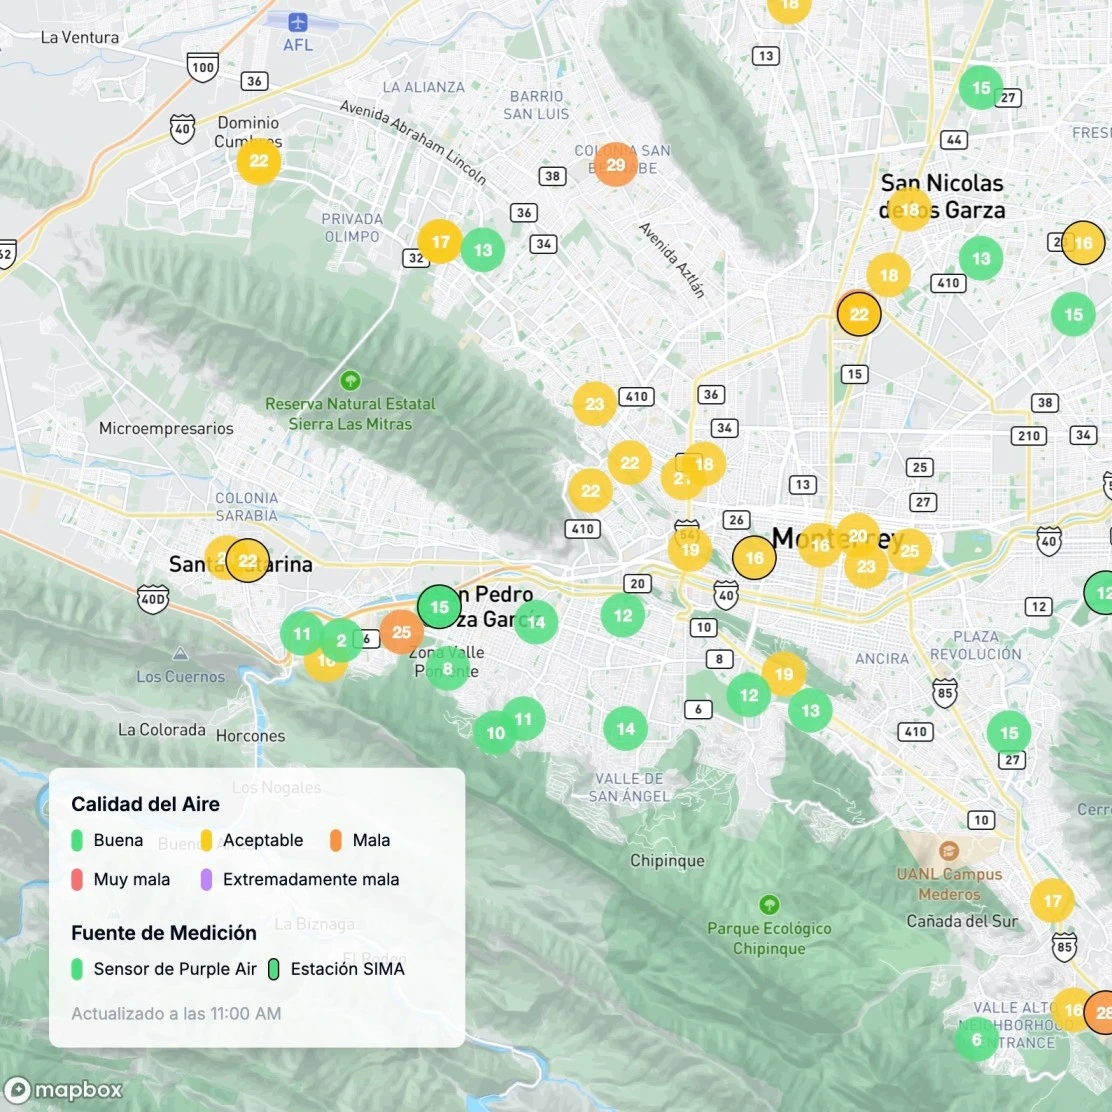 La Ventura
AFL
18
100
36
13
LA ALIANZA
BARRIO
SAN LUIS
15
27
40
Avenida Abraham Lincoln
Dominio
Cumbres
22
44
COLONIA SAN
BERNABE
29
38
San Nicolas
de los Garza
18
36
PRIVADA
OLIMPO
17
13
32
34
Avenida Aztlán
16
13
18
410
22
15
15
Reserva Natural Estatal
Sierra Las Mitras
23
410
36
38
Microempresarios
34
210
34
22
18
22
25
13
27
COLONIA
SARABIA
410
26
Monterrey
20
40
Santa Catarina
22
19
16
16
23
25
40D
15
San Pedro
Garza García
20
40
12
12
14
12
10
11
2
6
25
Zona Valle
Poniente
8
8
ANCIRA
PLAZA
REVOLUCIÓN
Los Cuernos
19
12
13
85
6
La Colorada
Horcones
10
11
14
410
15
27
VALLE DE
SAN ÁNGEL
Los Nogales
Calidad del Aire
Buena
Aceptable
Mala
Muy mala
Extremadamente mala
Fuente de Medición
Sensor de Purple Air
Estación SIMA
La Biznaga
Actualizado a las 11:00 AM
10
Chipinque
UANL Campus
Mederos
17
Parque Ecológico
Chipinque
Cañada del Sur
85
VALLE ALTO
NEIGHBORHOOD
ENTRANCE
16
28
6
mapbox